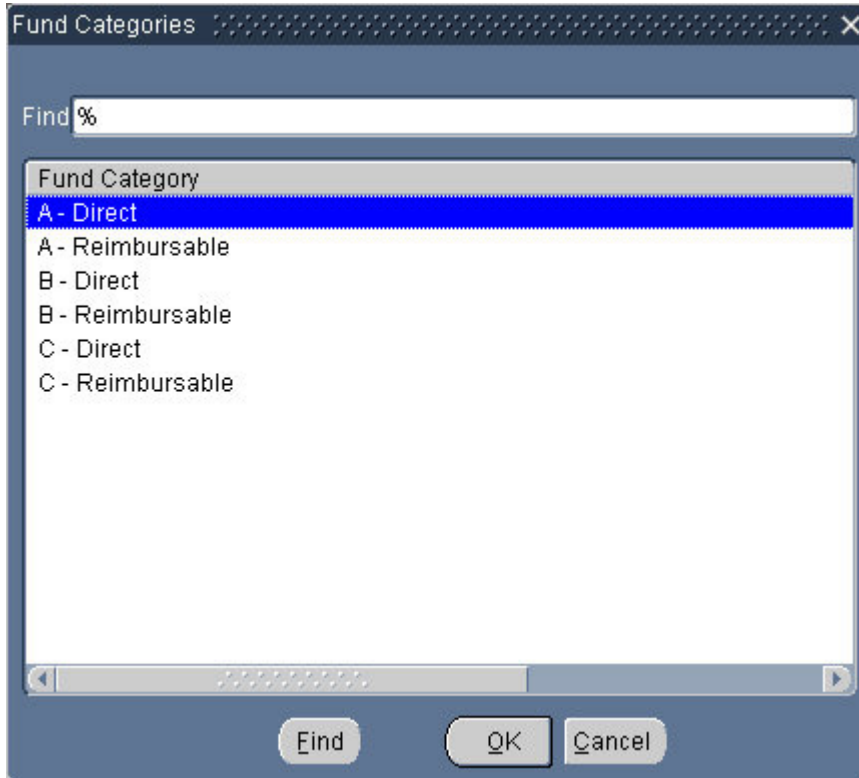 Fund Categories
Find %
Fund Category
A - Direct
A - Reimbursable
B - Direct
B - Reimbursable
C - Direct
C - Reimbursable
Find OK Cancel